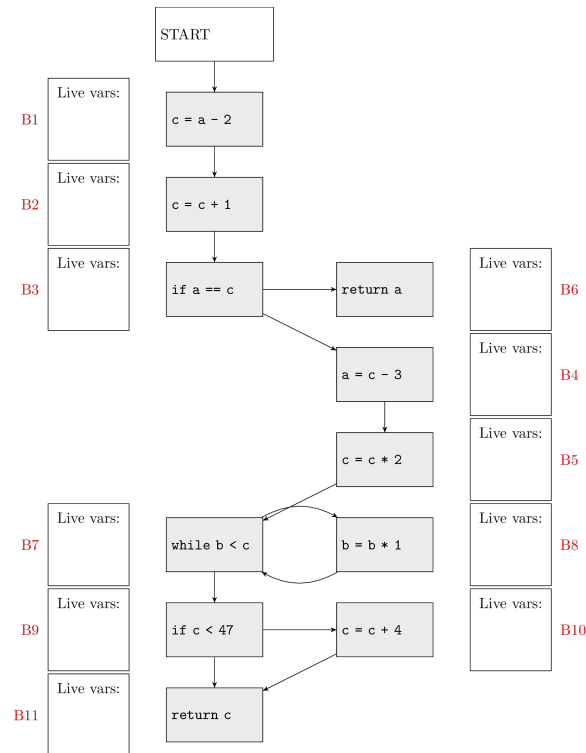 START
Live vars:
B1
c = a - 2
Live vars:
B2
c = c + 1
Live vars:
B3
if a == c
return a
Live vars:
B6
a = c - 3
Live vars:
B4
c = c * 2
Live vars:
B5
Live vars:
B7
while b < c
b = b * 1
Live vars:
B8
Live vars:
B9
if c < 47
c = c + 4
Live vars:
B10
Live vars:
B11
return c